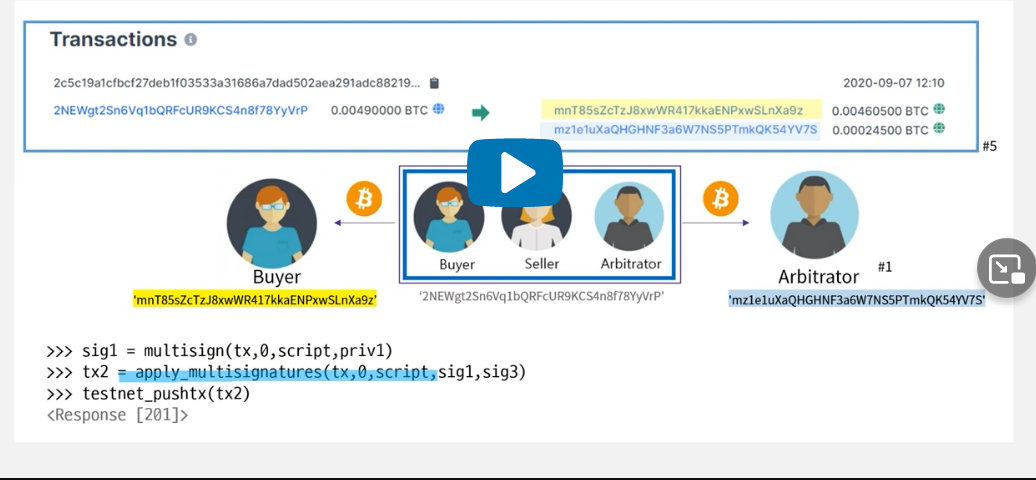 Transactions
2c5c19a1cfbcf27deb1f03533a31686a7dad502aea291adc88219...
2020-09-07 12:10
2NEWgt2Sn6Vq1bQRFcUR9KCS4n8f78YyVrP 0.00490000 BTC mnT85sZcTzJ8xwWR417kkaENPxwSLnXa9z 0.00460500 BTC
mz1e1uXaQHGHNF3a6W7NS5PTmkQK54YV7S 0.00024500 BTC
#5
Buyer Seller Arbitrator
Buyer Arbitrator #1
'mnT85sZcTzJ8xwWR417kkaENPxwSLnXa9z' '2NEWgt2Sn6Vq1bQRFcUR9KCS4n8f78YyVrP' 'mz1e1uXaQHGHNF3a6W7NS5PTmkQK54YV7S'
>>> sig1 = multisign(tx,0,script,priv1)
>>> tx2 = apply_multisignatures(tx,0,script,sig1,sig3)
>>> testnet_pushtx(tx2)
<Response [201]>